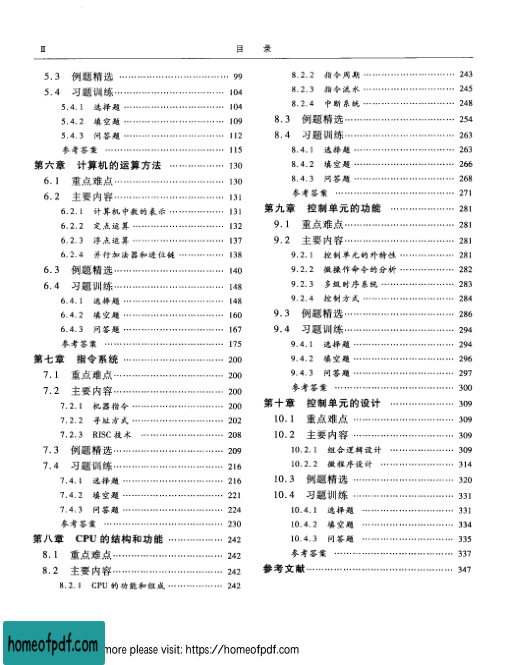 Ⅱ 目 录
5.3 例题精选 …… 99
5.4 习题训练 …… 104
5.4.1 选择题 …… 104
5.4.2 填空题 …… 109
5.4.3 问答题 …… 112
参考答案 …… 115
第六章 计算机的运算方法 …… 130
6.1 重点难点 …… 130
6.2 主要内容 …… 131
6.2.1 计算机中数的表示 …… 131
6.2.2 定点运算 …… 132
6.2.3 浮点运算 …… 137
6.2.4 并行加法器和进位链 …… 138
6.3 例题精选 …… 140
6.4 习题训练 …… 148
6.4.1 选择题 …… 148
6.4.2 填空题 …… 160
6.4.3 问答题 …… 167
参考答案 …… 175
第七章 指令系统 …… 200
7.1 重点难点 …… 200
7.2 主要内容 …… 200
7.2.1 机器指令 …… 200
7.2.2 寻址方式 …… 202
7.2.3 RISC 技术 …… 208
7.3 例题精选 …… 209
7.4 习题训练 …… 216
7.4.1 选择题 …… 216
7.4.2 填空题 …… 221
7.4.3 问答题 …… 224
参考答案 …… 230
第八章 CPU 的结构和功能 …… 242
8.1 重点难点 …… 242
8.2 主要内容 …… 242
8.2.1 CPU 的功能和组成 …… 242
8.2.2 指令周期 …… 243
8.2.3 指令流水 …… 245
8.2.4 中断系统 …… 248
8.3 例题精选 …… 254
8.4 习题训练 …… 263
8.4.1 选择题 …… 263
8.4.2 填空题 …… 266
8.4.3 问答题 …… 268
参考答案 …… 271
第九章 控制单元的功能 …… 281
9.1 重点难点 …… 281
9.2 主要内容 …… 281
9.2.1 控制单元的外特性 …… 281
9.2.2 微操作命令的分析 …… 282
9.2.3 多级时序系统 …… 283
9.2.4 控制方式 …… 284
9.3 例题精选 …… 286
9.4 习题训练 …… 294
9.4.1 选择题 …… 294
9.4.2 填空题 …… 296
9.4.3 问答题 …… 297
参考答案 …… 300
第十章 控制单元的设计 …… 309
10.1 重点难点 …… 309
10.2 主要内容 …… 309
10.2.1 组合逻辑设计 …… 309
10.2.2 微程序设计 …… 314
10.3 例题精选 …… 320
10.4 习题训练 …… 331
10.4.1 选择题 …… 331
10.4.2 填空题 …… 334
10.4.3 问答题 …… 335
参考答案 …… 337
参考文献 …… 347
homeofpdf.com more please visit: https://homeofpdf.com